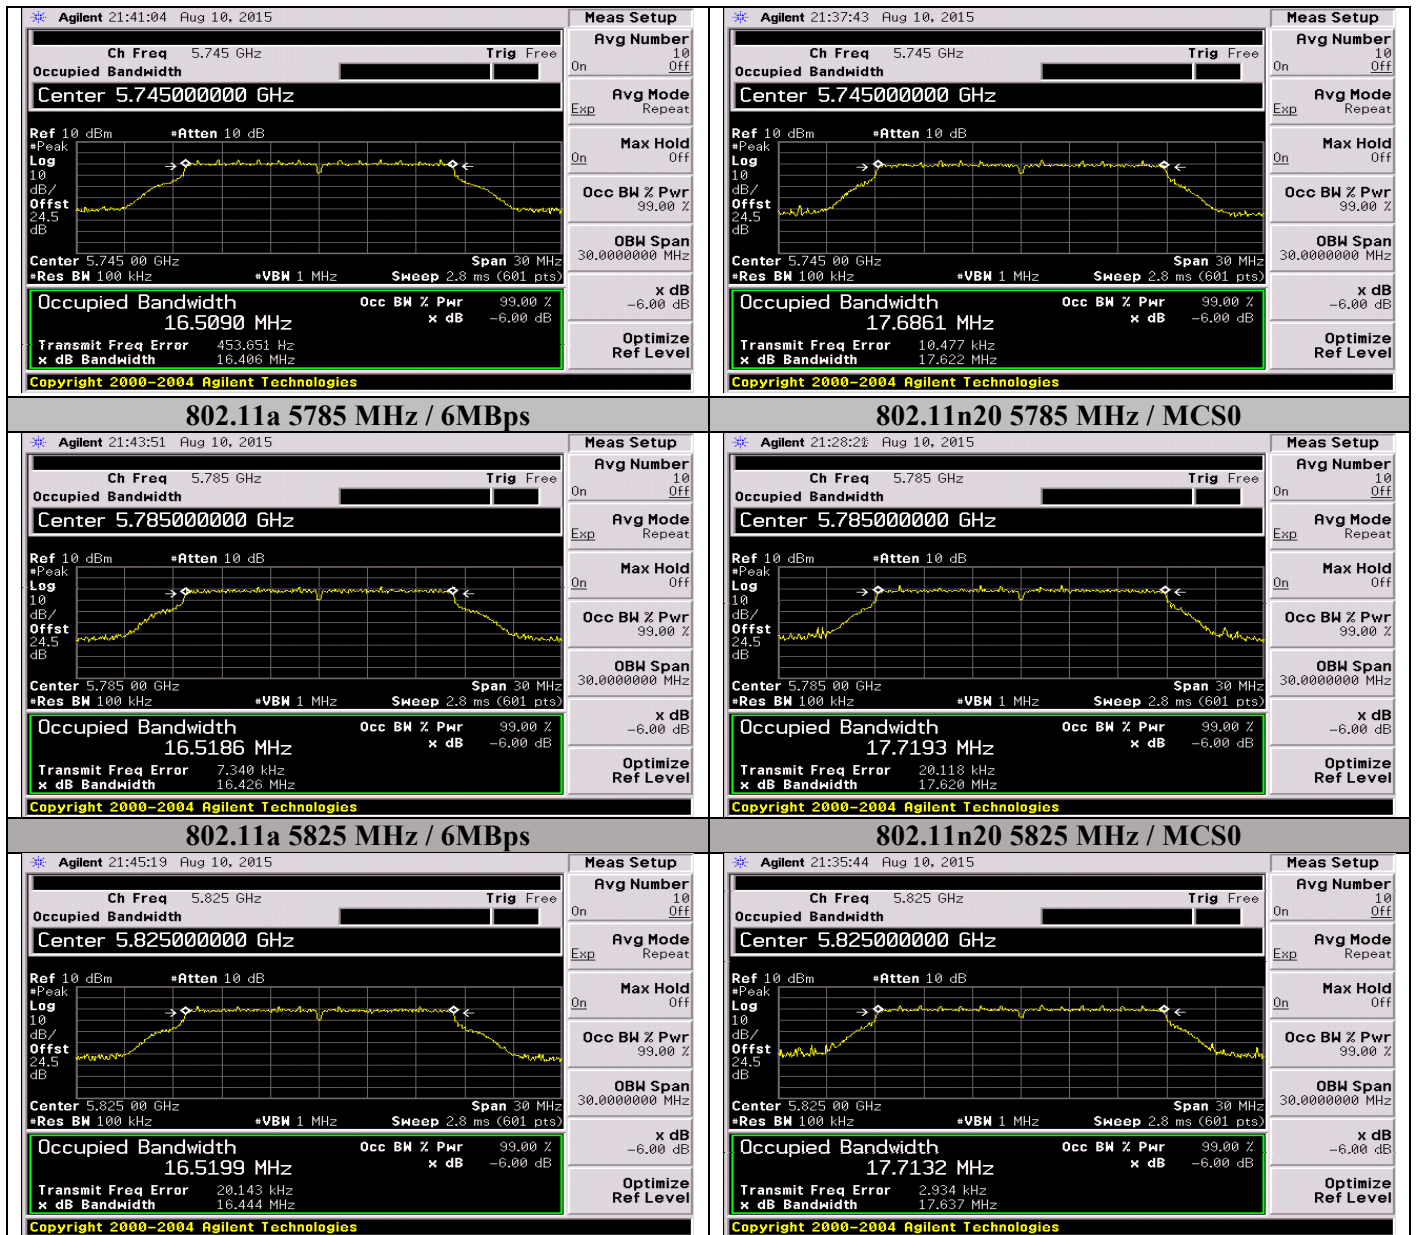 Agilent 21:41:04 Aug 10, 2015
Meas Setup
Ch Freq 5.745 GHz Trig Free
Occupied Bandwidth
Center 5.745000000 GHz
Ref 10 dBm #Atten 10 dB
#Peak
Log
10
dB/
Offst
24.5
dB
Center 5.745 00 GHz Span 30 MHz
#Res BW 100 kHz #VBW 1 MHz Sweep 2.8 ms (601 pts)
Occupied Bandwidth Occ BW % Pwr 99.00 %
16.5090 MHz x dB -6.00 dB
Transmit Freq Error 453.651 Hz
x dB Bandwidth 16.406 MHz
Copyright 2000-2004 Agilent Technologies
Avg Number
10
On Off
Avg Mode
Exp Repeat
Max Hold
On Off
Occ BW % Pwr
99.00 %
OBW Span
30.0000000 MHz
x dB
-6.00 dB
Optimize
Ref Level
Agilent 21:37:43 Aug 10, 2015
Meas Setup
Ch Freq 5.745 GHz Trig Free
Occupied Bandwidth
Center 5.745000000 GHz
Ref 10 dBm #Atten 10 dB
#Peak
Log
10
dB/
Offst
24.5
dB
Center 5.745 00 GHz Span 30 MHz
#Res BW 100 kHz #VBW 1 MHz Sweep 2.8 ms (601 pts)
Occupied Bandwidth Occ BW % Pwr 99.00 %
17.6861 MHz x dB -6.00 dB
Transmit Freq Error 10.477 kHz
x dB Bandwidth 17.622 MHz
Copyright 2000-2004 Agilent Technologies
Avg Number
10
On Off
Avg Mode
Exp Repeat
Max Hold
On Off
Occ BW % Pwr
99.00 %
OBW Span
30.0000000 MHz
x dB
-6.00 dB
Optimize
Ref Level
802.11a 5785 MHz / 6MBps
802.11n20 5785 MHz / MCS0
Agilent 21:43:51 Aug 10, 2015
Meas Setup
Ch Freq 5.785 GHz Trig Free
Occupied Bandwidth
Center 5.785000000 GHz
Ref 10 dBm #Atten 10 dB
#Peak
Log
10
dB/
Offst
24.5
dB
Center 5.785 00 GHz Span 30 MHz
#Res BW 100 kHz #VBW 1 MHz Sweep 2.8 ms (601 pts)
Occupied Bandwidth Occ BW % Pwr 99.00 %
16.5186 MHz x dB -6.00 dB
Transmit Freq Error 7.340 kHz
x dB Bandwidth 16.426 MHz
Copyright 2000-2004 Agilent Technologies
Avg Number
10
On Off
Avg Mode
Exp Repeat
Max Hold
On Off
Occ BW % Pwr
99.00 %
OBW Span
30.0000000 MHz
x dB
-6.00 dB
Optimize
Ref Level
Agilent Aug 10, 2015
Meas Setup
Ch Freq 5.785 GHz Trig Free
Occupied Bandwidth
Center 5.785000000 GHz
Ref 10 dBm #Atten 10 dB
#Peak
Log
10
dB/
Offst
24.5
dB
Center 5.785 00 GHz Span 30 MHz
#Res BW 100 kHz #VBW 1 MHz Sweep 2.8 ms (601 pts)
Occupied Bandwidth Occ BW % Pwr 99.00 %
17.7193 MHz x dB -6.00 dB
Transmit Freq Error 20.118 kHz
x dB Bandwidth 17.620 MHz
Copyright 2000-2004 Agilent Technologies
Avg Number
10
On Off
Avg Mode
Exp Repeat
Max Hold
On Off
Occ BW % Pwr
99.00 %
OBW Span
30.0000000 MHz
x dB
-6.00 dB
Optimize
Ref Level
802.11a 5825 MHz / 6MBps
802.11n20 5825 MHz / MCS0
Agilent 21:45:19 Aug 10, 2015
Meas Setup
Ch Freq 5.825 GHz Trig Free
Occupied Bandwidth
Center 5.825000000 GHz
Ref 10 dBm #Atten 10 dB
#Peak
Log
10
dB/
Offst
24.5
dB
Center 5.825 00 GHz Span 30 MHz
#Res BW 100 kHz #VBW 1 MHz Sweep 2.8 ms (601 pts)
Occupied Bandwidth Occ BW % Pwr 99.00 %
16.5199 MHz x dB -6.00 dB
Transmit Freq Error 20.143 kHz
x dB Bandwidth 16.444 MHz
Copyright 2000-2004 Agilent Technologies
Avg Number
10
On Off
Avg Mode
Exp Repeat
Max Hold
On Off
Occ BW % Pwr
99.00 %
OBW Span
30.0000000 MHz
x dB
-6.00 dB
Optimize
Ref Level
Agilent 21:35:44 Aug 10, 2015
Meas Setup
Ch Freq 5.825 GHz Trig Free
Occupied Bandwidth
Center 5.825000000 GHz
Ref 10 dBm #Atten 10 dB
#Peak
Log
10
dB/
Offst
24.5
dB
Center 5.825 00 GHz Span 30 MHz
#Res BW 100 kHz #VBW 1 MHz Sweep 2.8 ms (601 pts)
Occupied Bandwidth Occ BW % Pwr 99.00 %
17.7132 MHz x dB -6.00 dB
Transmit Freq Error 2.934 kHz
x dB Bandwidth 17.637 MHz
Copyright 2000-2004 Agilent Technologies
Avg Number
10
On Off
Avg Mode
Exp Repeat
Max Hold
On Off
Occ BW % Pwr
99.00 %
OBW Span
30.0000000 MHz
x dB
-6.00 dB
Optimize
Ref Level